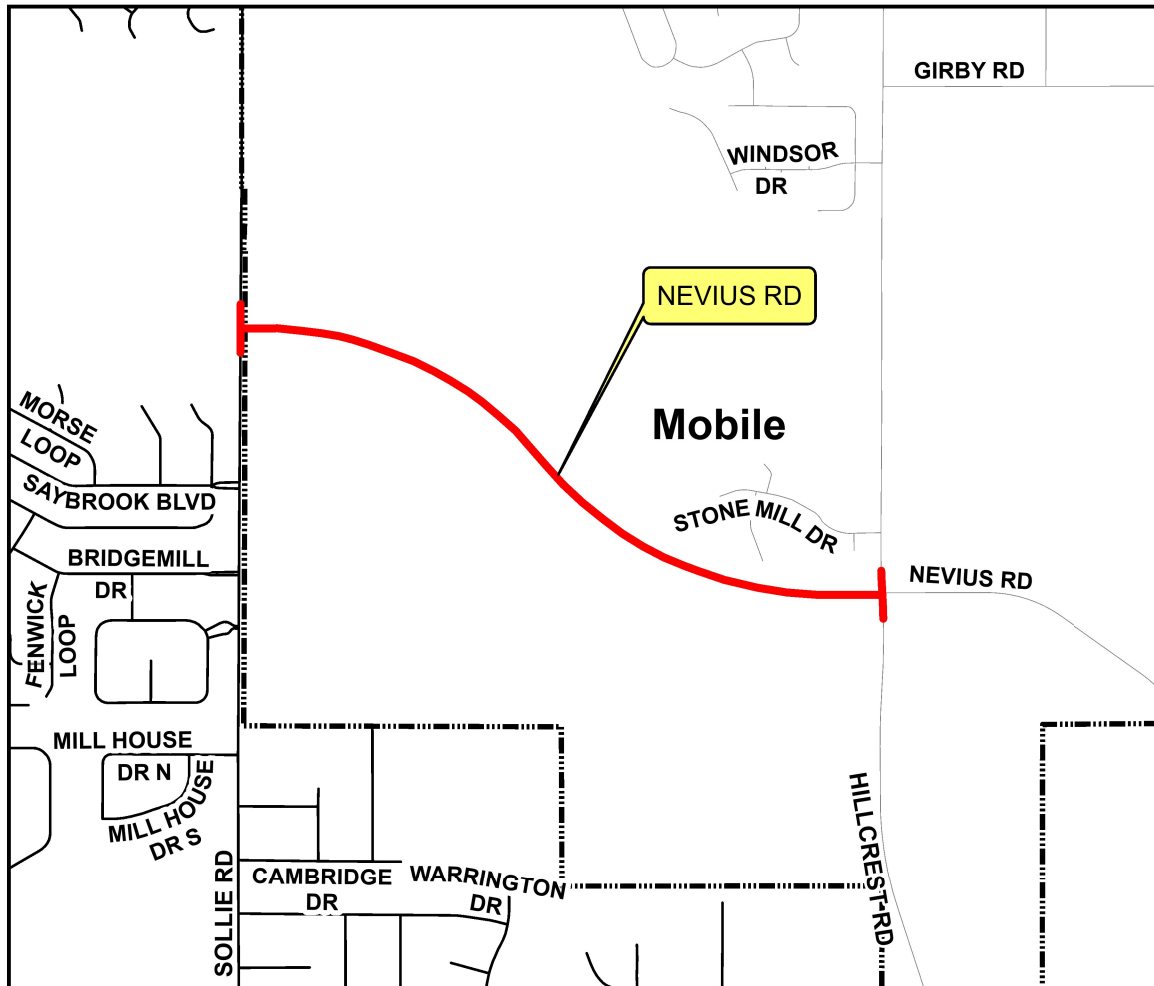 GIRBY RD
WINDSOR
DR
NEVIUS RD
Mobile
MORSE
LOOP
SAYBROOK BLVD
STONE MILL DR
BRIDGEMILL
DR
NEVIUS RD
FENWICK
LOOP
MILL HOUSE
DR N
MILL HOUSE
DR S
HILLCREST RD
SOLLIE RD
CAMBRIDGE
DR
WARRINGTON
DR